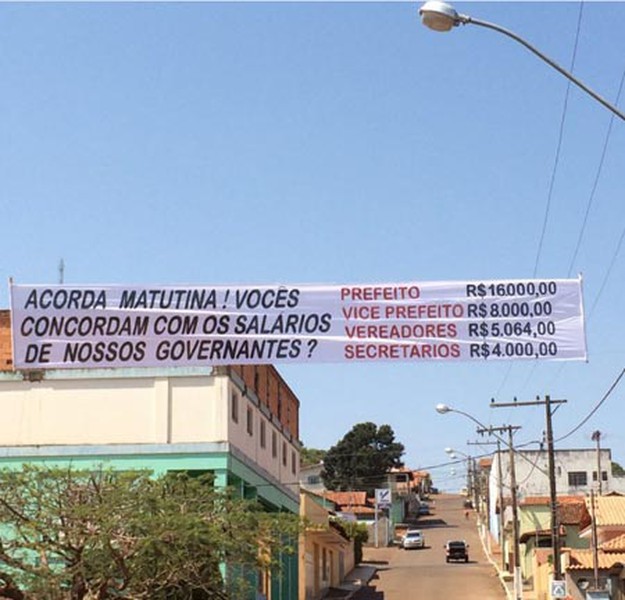 ACORDA MATUTINA! VOCÊS
CONCORDAM COM OS SALÁRIOS
DE NOSSOS GOVERNANTES?
PREFEITO R$16000,00
VICE PREFEITO R$8.000,00
VEREADORES R$5,064,00
SECRETARIOS R$4.000,00